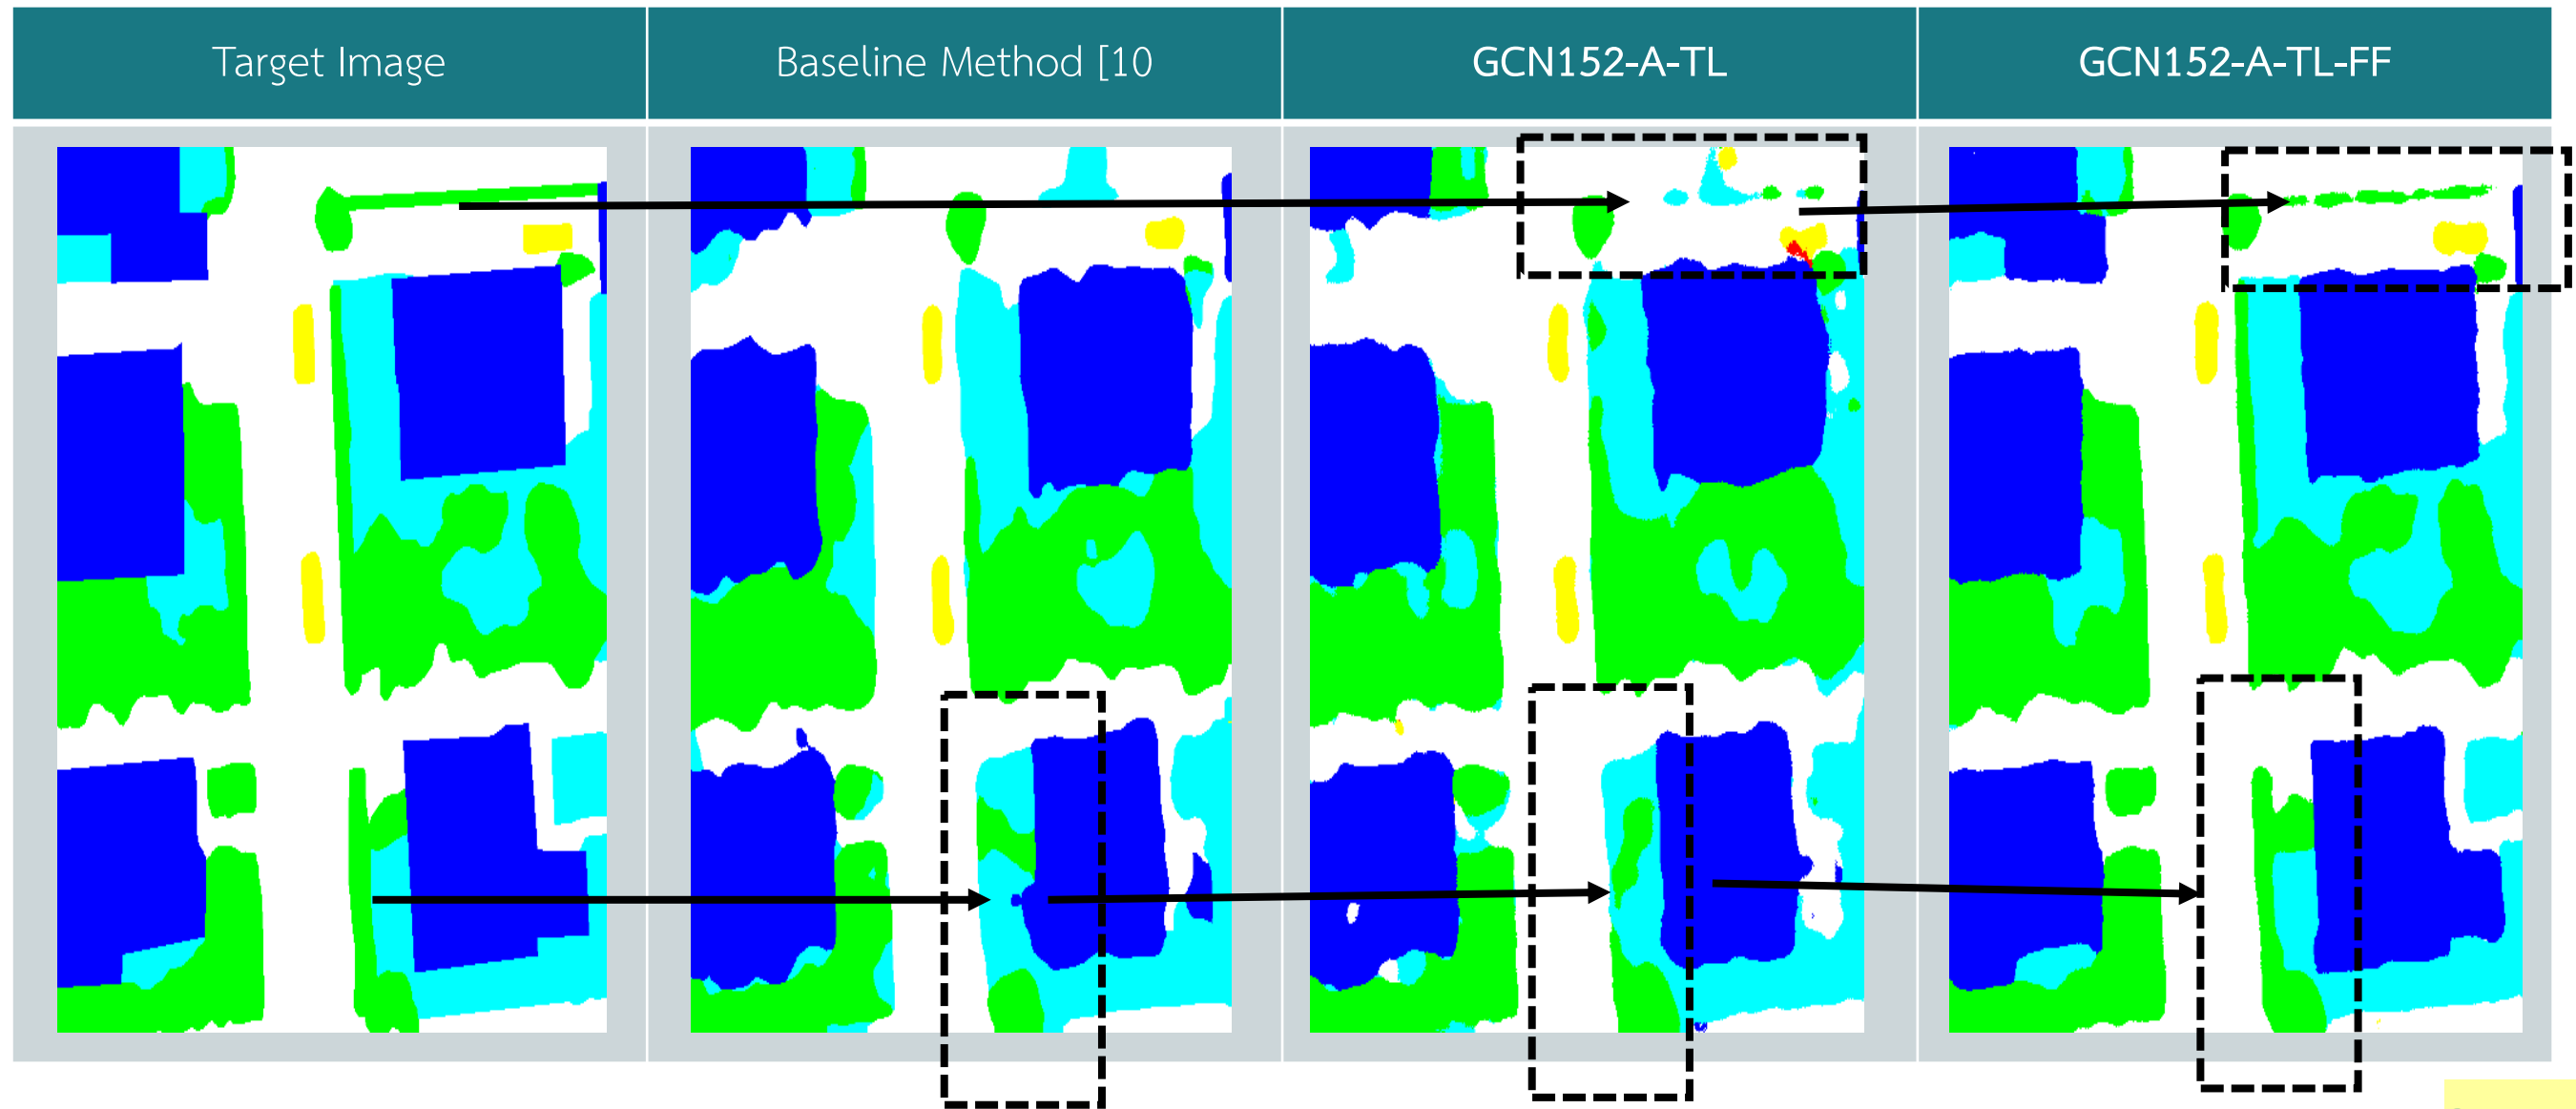 Target Image
Baseline Method [10
GCN152-A-TL
GCN152-A-TL-FF